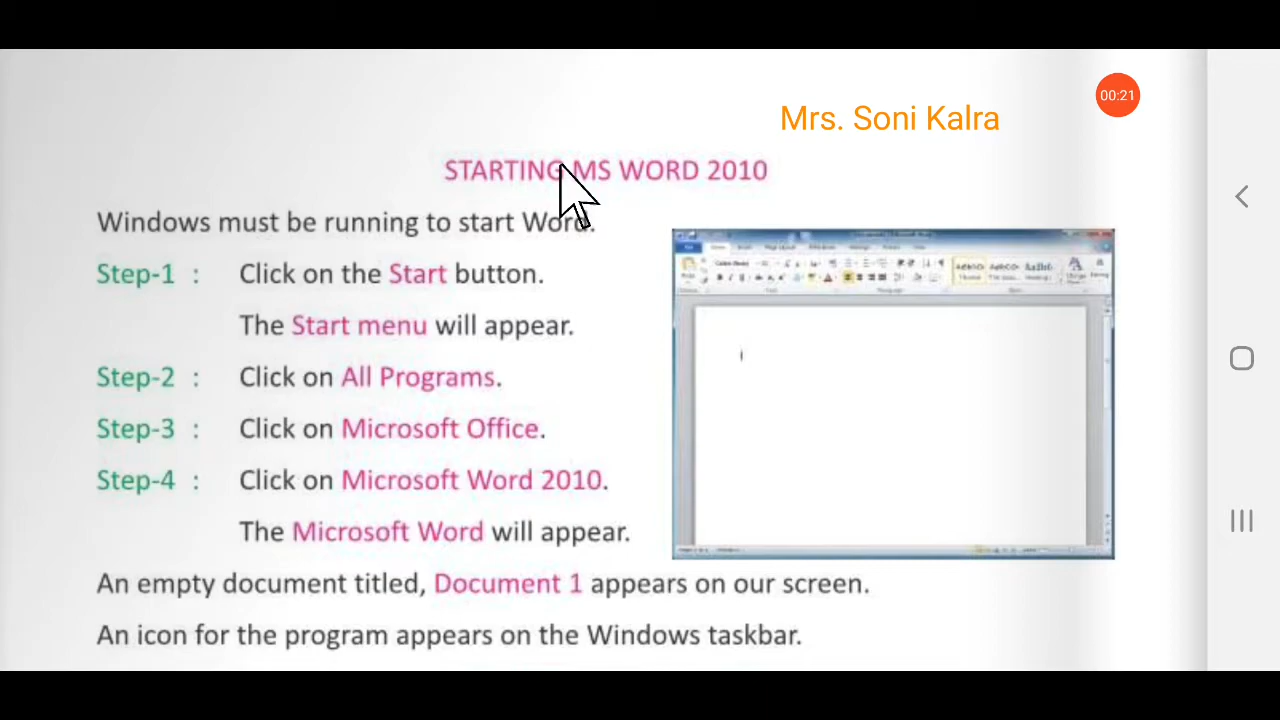 00:21
Mrs. Soni Kalra
STARTING MS WORD 2010
Windows must be running to start Word.
Step-1 : Click on the Start button.
The Start menu will appear.
Step-2 : Click on All Programs.
Step-3 : Click on Microsoft Office.
Step-4 : Click on Microsoft Word 2010.
The Microsoft Word will appear.
An empty document titled, Document 1 appears on our screen.
An icon for the program appears on the Windows taskbar.